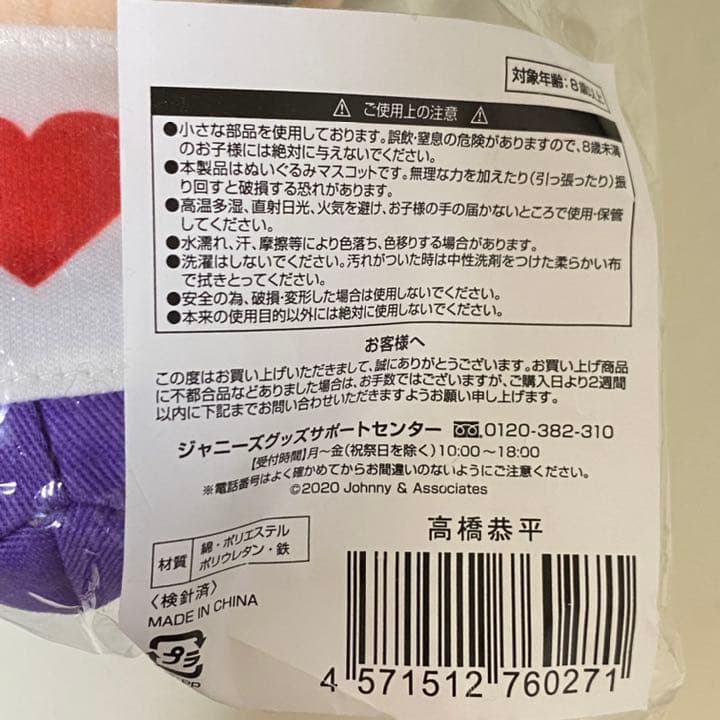 対象年齢:8歳以上
⚠ ご使用上の注意 ⚠
●小さな部品を使用しております。誤飲・窒息の危険がありますので、8歳未満
のお子様には絶対に与えないでください。
●本製品はぬいぐるみマスコットです。無理な力を加えたり(引っ張ったり)振
り回すと破損する恐れがあります。
●高温多湿、直射日光、火気を避け、お子様の手の届かないところで使用・保管
してください。
●水濡れ、汗、摩擦等により色落ち、色移りする場合があります。
●洗濯はしないでください。汚れがついた時は中性洗剤をつけた柔らかい布
で拭きとってください。
●安全の為、破損・変形した場合は使用しないでください。
●本来の使用目的以外には絶対に使用しないでください。
お客様へ
この度はお買い上げいただきまして、誠にありがとうございます。お買い上げ商品
に不都合品などありました場合は、お手数ではございますが、ご購入日より2週間
以内に下記までお問い合わせいただきますようお願い申し上げます。
ジャニーズグッズサポートセンター 0120-382-310
【受付時間】月~金(祝祭日を除く)10:00~18:00
※電話番号はよく確かめてからお間違いのないようにご注意ください。
©2020 Johnny & Associates
高橋恭平
材質 綿・ポリエステル
ポリウレタン・鉄
〈検針済〉
MADE IN CHINA
プラ
4 571512 760271